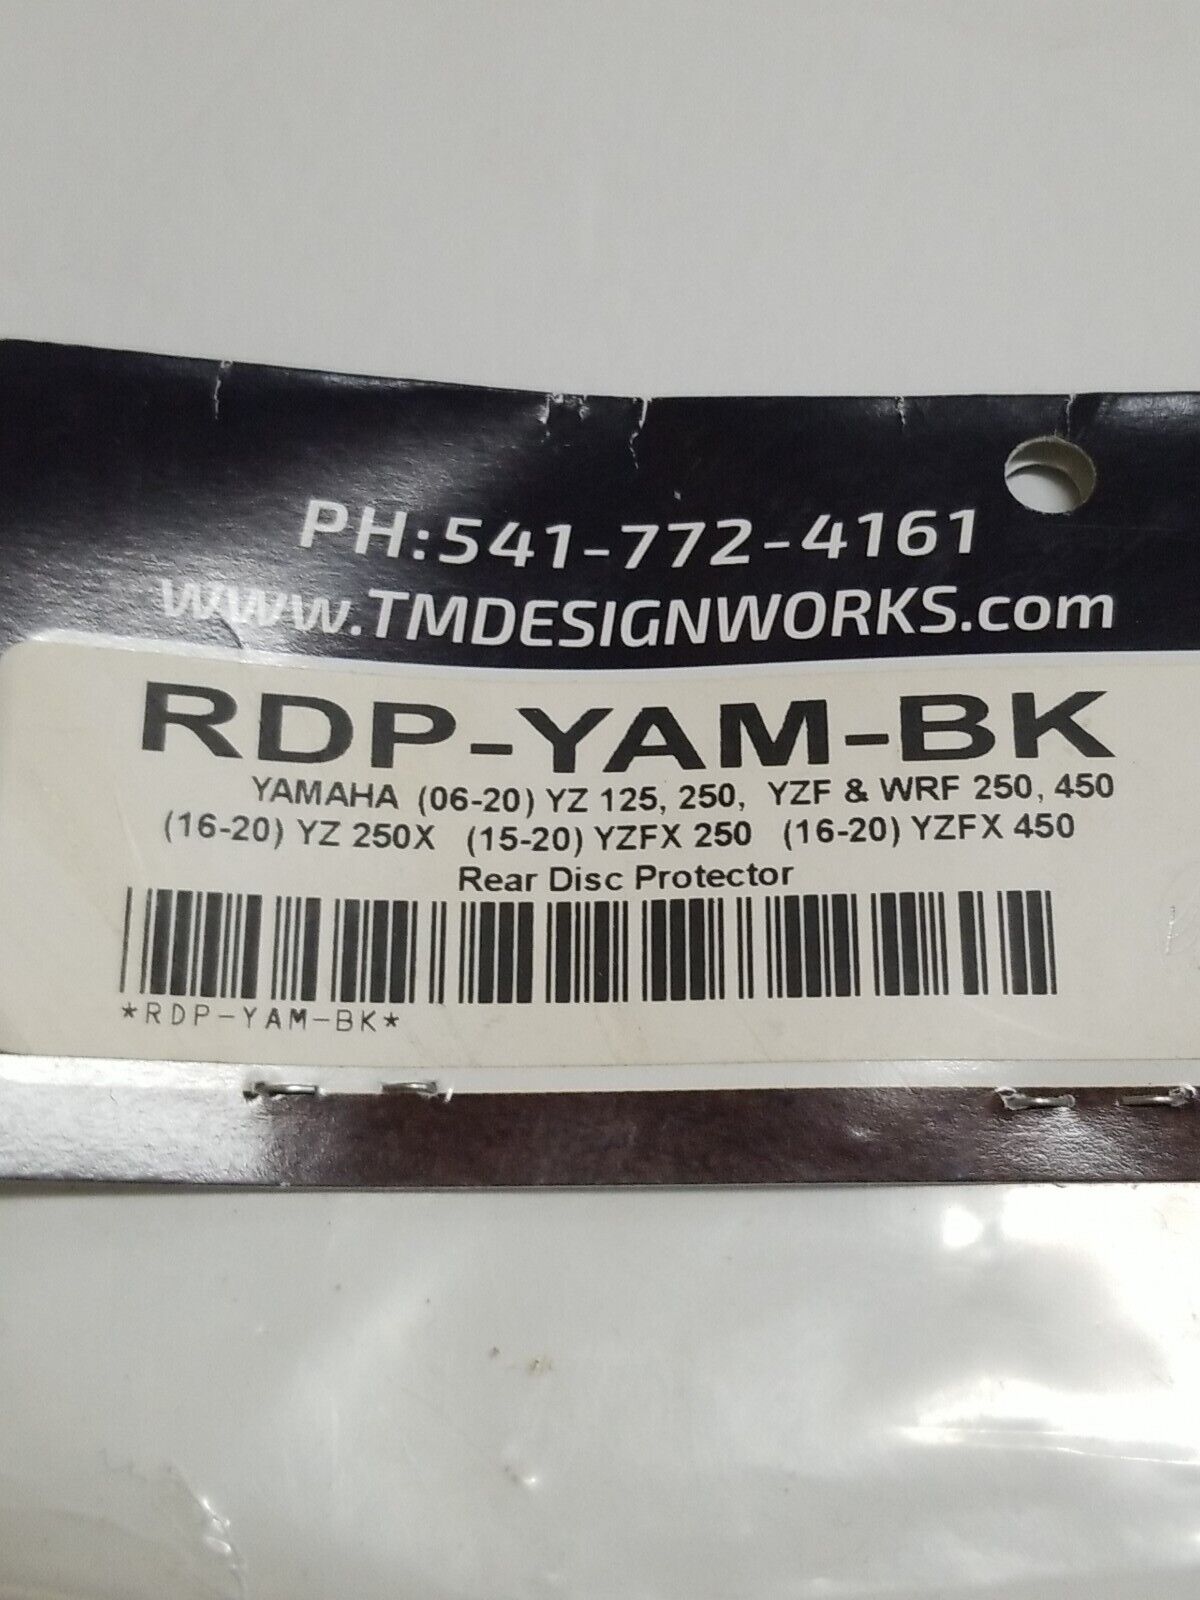 PH:541-772-4161
www.TMDESIGNWORKS.com
RDP-YAM-BK
YAMAHA (06-20) YZ 125, 250, YZF & WRF 250, 450
(16-20) YZ 250X (15-20) YZFX 250 (16-20) YZFX 450
Rear Disc Protector
*RDP-YAM-BK*